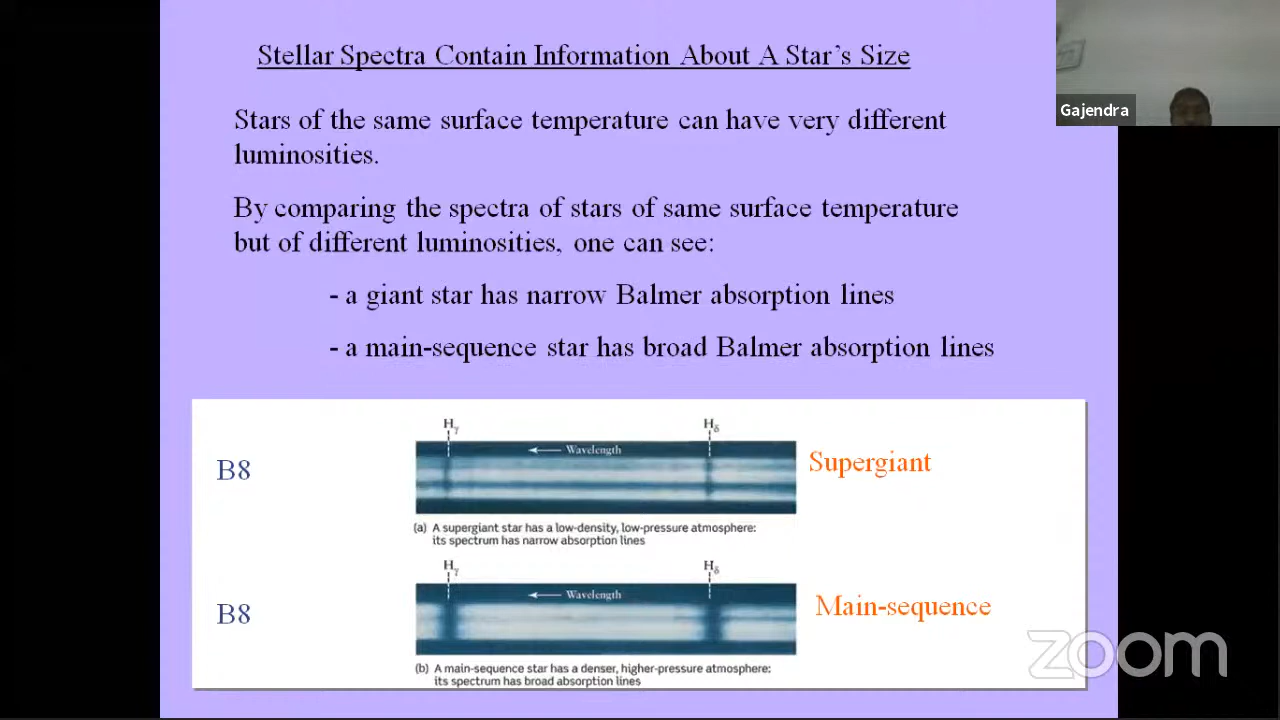 Stellar Spectra Contain Information About A Star's Size
Gajendra
Stars of the same surface temperature can have very different
luminosities.
By comparing the spectra of stars of same surface temperature
but of different luminosities, one can see:
- a giant star has narrow Balmer absorption lines
- a main-sequence star has broad Balmer absorption lines
Hγ
Hδ
Wavelength
B8
Supergiant
(a) A supergiant star has a low-density, low-pressure atmosphere:
its spectrum has narrow absorption lines
Hγ
Hδ
Wavelength
B8
Main-sequence
(b) A main-sequence star has a denser, higher-pressure atmosphere:
its spectrum has broad absorption lines
zoom